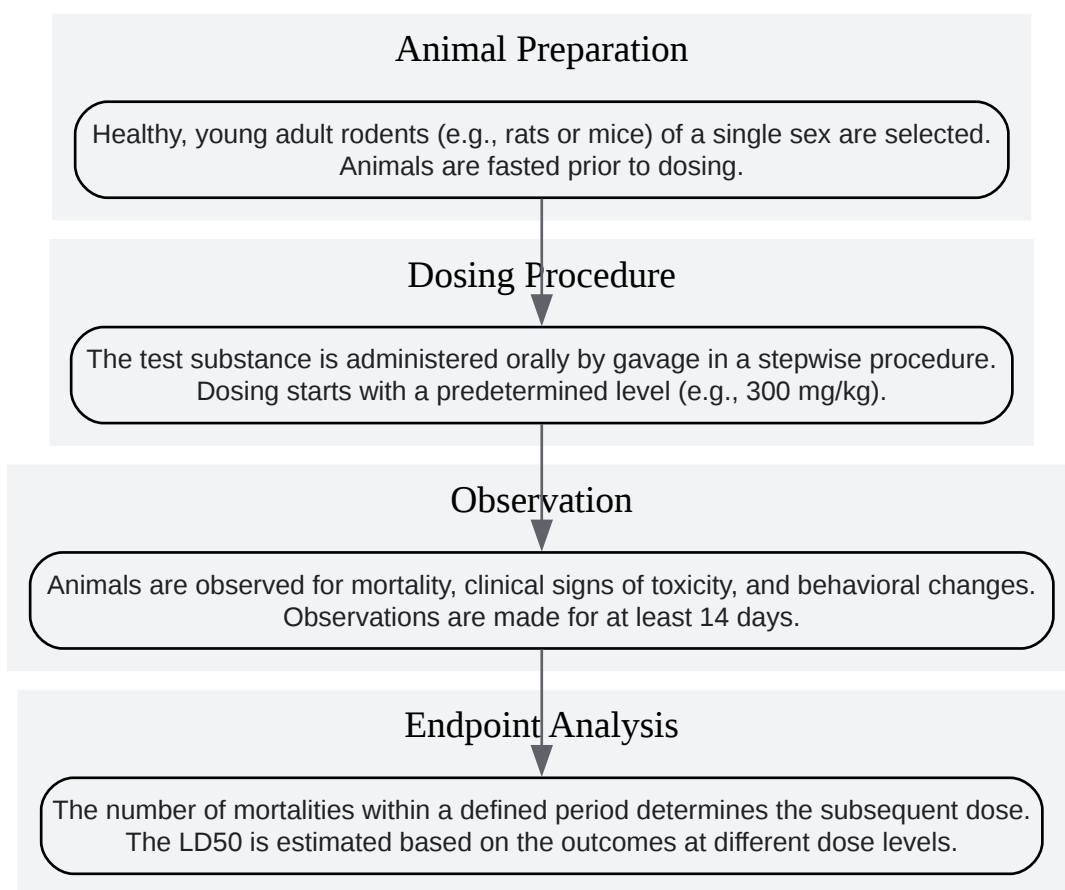 Animal Preparation
Healthy, young adult rodents (e.g., rats or mice) of a single sex are selected.
Animals are fasted prior to dosing.
Dosing Procedure
The test substance is administered orally by gavage in a stepwise procedure.
Dosing starts with a predetermined level (e.g., 300 mg/kg).
Observation
Animals are observed for mortality, clinical signs of toxicity, and behavioral changes.
Observations are made for at least 14 days.
Endpoint Analysis
The number of mortalities within a defined period determines the subsequent dose.
The LD50 is estimated based on the outcomes at different dose levels.